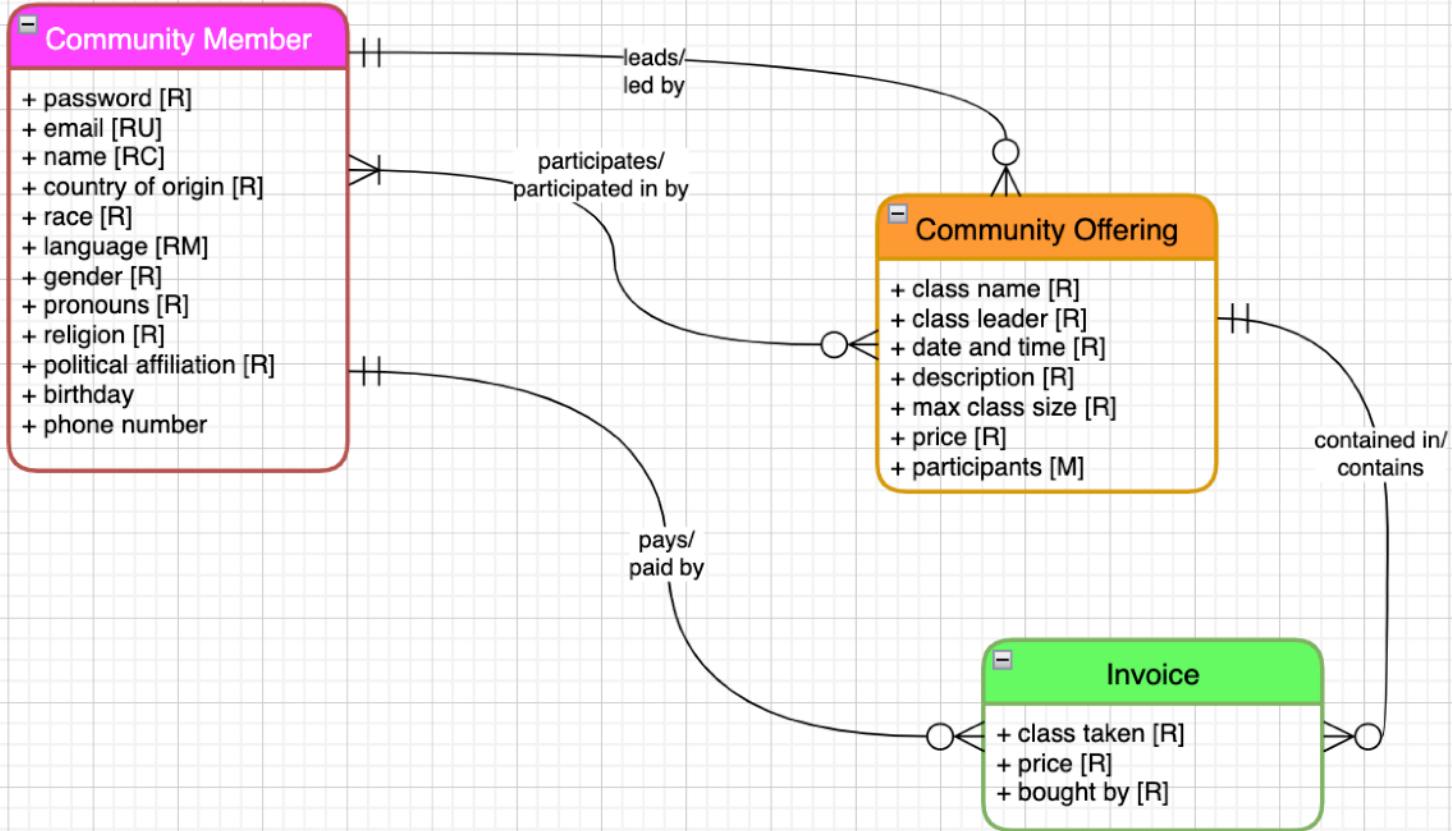 Community Member
+ password [R]
+ email [RU]
+ name [RC]
+ country of origin [R]
+ race [R]
+ language [RM]
+ gender [R]
+ pronouns [R]
+ religion [R]
+ political affiliation [R]
+ birthday
+ phone number
leads/
led by
participates/
participated in by
pays/
paid by
Community Offering
+ class name [R]
+ class leader [R]
+ date and time [R]
+ description [R]
+ max class size [R]
+ price [R]
+ participants [M]
contained in/
contains
Invoice
+ class taken [R]
+ price [R]
+ bought by [R]